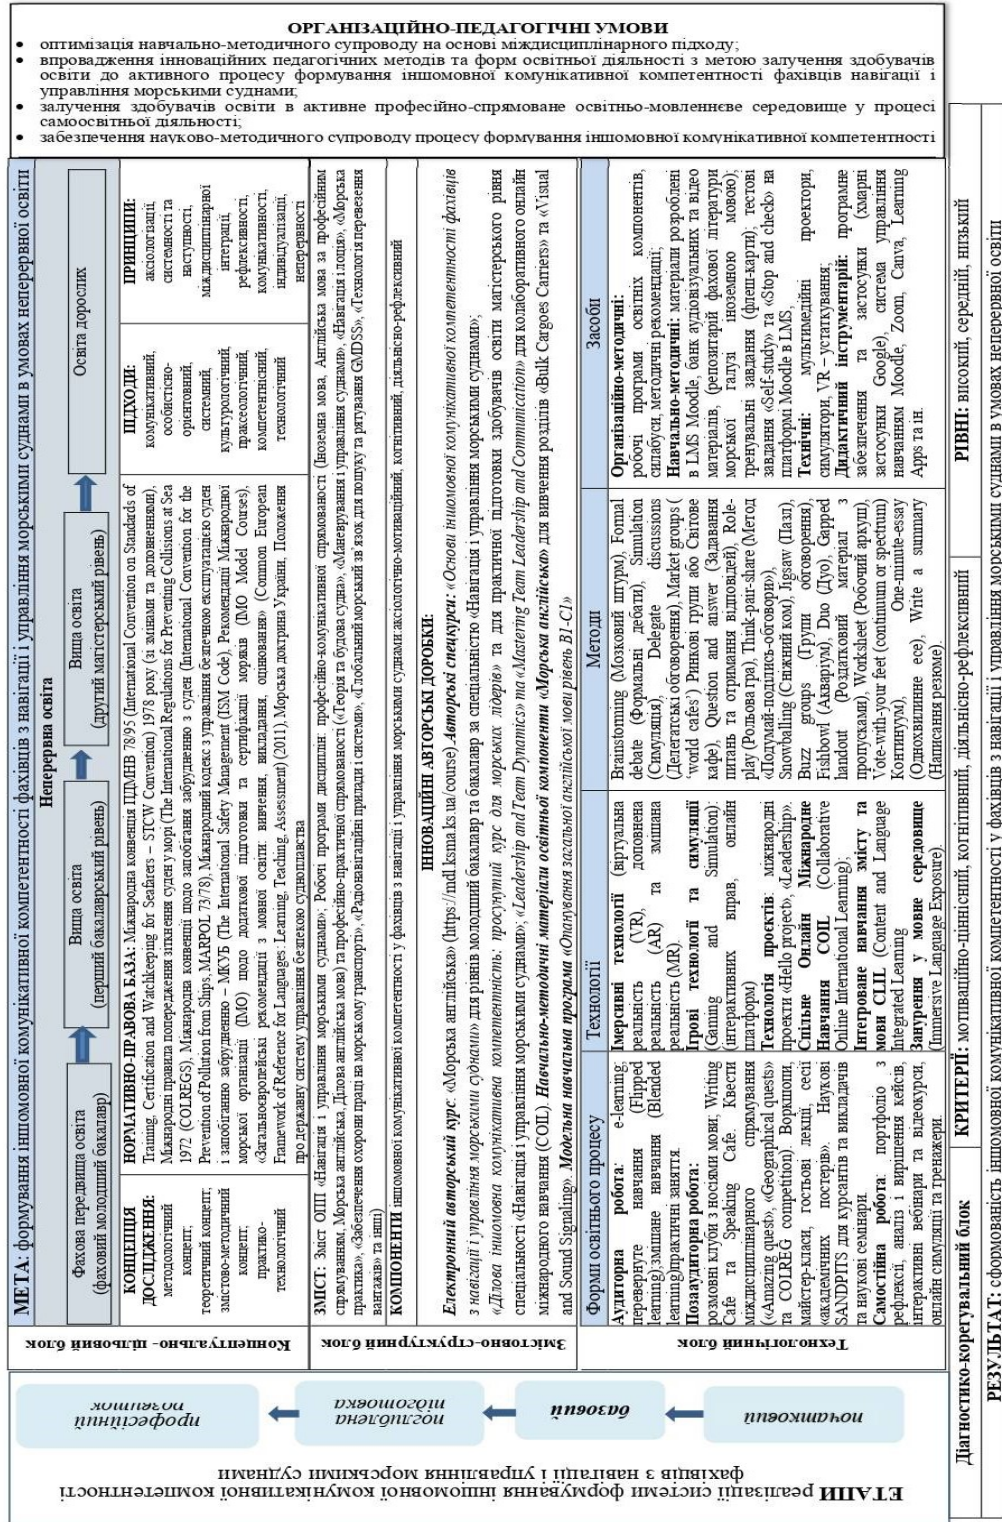 ОРГАНІЗАЦІЙНО-ПЕДАГОГІЧНІ УМОВИ
• оптимізація навчально-методичного супроводу на основі міждисциплінарного підходу;
• впровадження інноваційних педагогічних методів та форм освітньої діяльності з метою залучення здобувачів
освіти до активного процесу формування іншомовної комунікативної компетентності фахівців навігації і
управління морськими суднами;
• залучення здобувачів освіти в активне професійно-спрямоване освітньо-мовленнєве середовище у процесі
самоосвітньої діяльності;
• забезпечення науково-методичного супроводу процесу формування іншомовної комунікативної компетентності
МЕТА: формування іншомовної комунікативної компетентності фахівців з навігації і управління морськими суднами в умовах неперервної освіти
Концептуально- цільовий блок
Неперервна освіта
Фахова передвища освіта
(фаховий молодший бакалавр)
Вища освіта
(перший бакалаврський рівень)
Вища освіта
(другий магістерський рівень)
Освіта дорослих
КОНЦЕПЦІЯ
ДОСЛІДЖЕННЯ:
методологічний
концепт;
теоретичний концепт;
змістово-методичний
концепт;
практико-
технологічний
НОРМАТИВНО-ПРАВОВА БАЗА: Міжнародна конвенція ПДМНВ 78/95 (International Convention on Standards of
Training, Certification and Watchkeeping for Seafarers – STCW Convention) 1978 року (зі змінами та доповненнями),
Міжнародні правила попередження зіткнення суден у морі (The International Regulations for Preventing Collisions at Sea
1972 (COLREGS), Міжнародна конвенції щодо запобігання забрудненню з суден (International Convention for the
Prevention of Pollution from Ships, MARPOL 73/78), Міжнародний кодекс з управління безпечною експлуатацією суден
і запобіганню забрудненню – МКУБ (The International Safety Management (ISM Code), Рекомендації Міжнародної
морської організації (IMO) щодо додаткової підготовки та сертифікації моряків (IMO Model Courses),
«Загальноєвропейські рекомендації з мовної освіти: вивчення, викладання, оцінювання» (Common European
Framework of Reference for Languages: Learning, Teaching, Assessment) (2011), Морська доктрина України, Положення
про державну систему управління безпекою судноплавства
ПІДХОДИ:
комунікативний,
особистісно-
орієнтовний,
системний,
культурологічний,
праксеологічний,
компетентнісний,
технологічний
ПРИНЦИПИ:
аксіологізації,
системності та
наступності,
міждисциплінарної
інтеграції,
рефлексивності,
комунікативності,
індивідуалізації,
неперервності
Змістовно-структурний блок
ЗМІСТ: Зміст ОПП «Навігація і управління морськими суднами»; Робочі програми дисциплін професійно-комунікативної спрямованості (Іноземна мова, Англійська мова за професійним
спрямуванням, Морська англійська, Ділова англійська мова) та професійно-практичної спрямованості («Теорія та будова судна», «Маневрування і управління суднами», «Навігація і лоція», «Морська
практика», «Забезпечення охорони праці на морському транспорті», «Радіонавігаційні прилади і системи», «Глобальний морський зв'язок для пошуку та рятування GMDSS», «Технологія перевезення
вантажів» та інші)
КОМПОНЕНТИ іншомовної комунікативної компетентності у фахівців з навігації і управління морськими суднами: аксіологічно-мотиваційний, когнітивний, діяльнісно-рефлексивний
ІННОВАЦІЙНІ АВТОРСЬКІ ДОРОБКИ:
Електронний авторський курс: «Морська англійська» (https://mdl.ksma.ks.ua/course) Авторські спецкурси: «Основи іншомовної комунікативної компетентності фахівців
з навігації і управління морськими суднами» для рівнів молодший бакалавр та бакалавр за спеціальністю «Навігація і управління морськими суднами»;
«Ділова іншомовна комунікативна компетентність: просунутий курс для морських лідерів» та для практичної підготовки здобувачів освіти магістерського рівня
спеціальності «Навігація і управління морськими суднами»; «Leadership and Team Dynamics» та «Mastering Team Leadership and Communication» для колаборативного онлайн
міжнародного навчання (COIL) Навчально-методичні матеріали освітньої компоненти «Морська англійська» для вивчення розділів «Bulk Cargoes Carriers» та «Visual
and Sound Signaling». Модельна навчальна програма «Опанування загальної англійської мови рівень B1-C1»
Технологічний блок
Форми освітнього процесу
Аудиторна робота: e-learning;
перевернуте навчання (Flipped
learning),змішане навчання (Blended
learning)практичні заняття.
Позааудиторна робота:
розмовні клуби з носіями мови; Writing
Cafe та Speaking Cafe. Квести
міждисциплінарного спрямування
(«Amazing quest», «Geographical quests»
та COLREG competition). Воркшопи,
майстер-класи, гостьові лекції, сесії
«академічних постерів». Наукові
SANDPITS для курсантів та викладачів
та наукові семінари.
Самостійна робота: портфоліо з
рефлексії, аналіз і вирішення кейсів,
інтерактивні вебінари та відеокурси,
онлайн симуляції та тренажери.
Технології
Імерсивні технології (віртуальна
реальність (VR), доповнена
реальність (AR) та змішана
реальність (MR).
Ігрові технології та симуляції
(Gaming and Simulation):
(інтерактивних вправ, онлайн
платформ)
Технологія проєктів: міжнародні
проекти «Hello project», «Leadership».
Спільне Онлайн Міжнародне
Навчання COIL (Collaborative
Online International Learning);
Інтегроване навчання змісту та
мови CLIL (Content and Language
Integrated Learning
Занурення у мовне середовище
(Immersive Language Exposure).
Методи
Brainstorming (Мозковий штурм), Formal
debate (Формальні дебати), Simulation
(Симуляція), Delegate discussions
(Делегатські обговорення), Market groups (
'world cafes') Ринкові групи або Світове
кафе), Question and answer (Задавання
питань та отримання відповідей), Role-
play (Рольова гра), Think-pair-share (Метод
«Подумай-поділись-обговори»),
Snowballing (Сніжний ком), Jigsaw (Пазл),
Buzz groups (Групи обговорення),
Fishbowl (Акваріум), Duo (Дуо), Gapped
handout (Роздатковий матеріал з
пропусками), Worksheet (Робочий аркуш),
Vote-with-your feet (continuum or spectrum)
Континуум), One-minute-essay
(Однохвилинне есе), Write a summary
(Написання резюме).
Засоби
Організаційно-методичні:
робочі програми освітніх компонентів,
силабуси, методичні рекомендації;
Навчально-методичні: матеріали розроблені
в LMS Moodle, банк аудіовізуальних та відео
матеріалів, (репозитарій фахової літератури
морської галузі іноземною мовою);
тренувальні завдання (флеш-карти); тестові
завдання «Self-study» та «Stop and check» на
платформі Moodle в LMS,
Технічні: мультимедійні проектори,
симулятори, VR – устаткування;
Дидактичний інструментарій: програмне
забезпечення та застосунки (хмарні
застосунки Google), система управління
навчанням Moodle, Zoom, Canva, Learning
Apps та ін.
Діагностико-корегувальний блок
КРИТЕРІЇ: мотиваційно-ціннісний, когнітивний, діяльнісно-рефлексивний
РІВНІ: високий, середній, низький
РЕЗУЛЬТАТ: сформованість іншомовної комунікативної компетентності у фахівців з навігації і управління морськими суднами в умовах неперервної освіти
ЕТАПИ реалізації системи формування іншомовної комунікативної компетентності
фахівців з навігації і управління морськими суднами
початковий
базовий
поглиблена
підготовка
професійний
розвиток